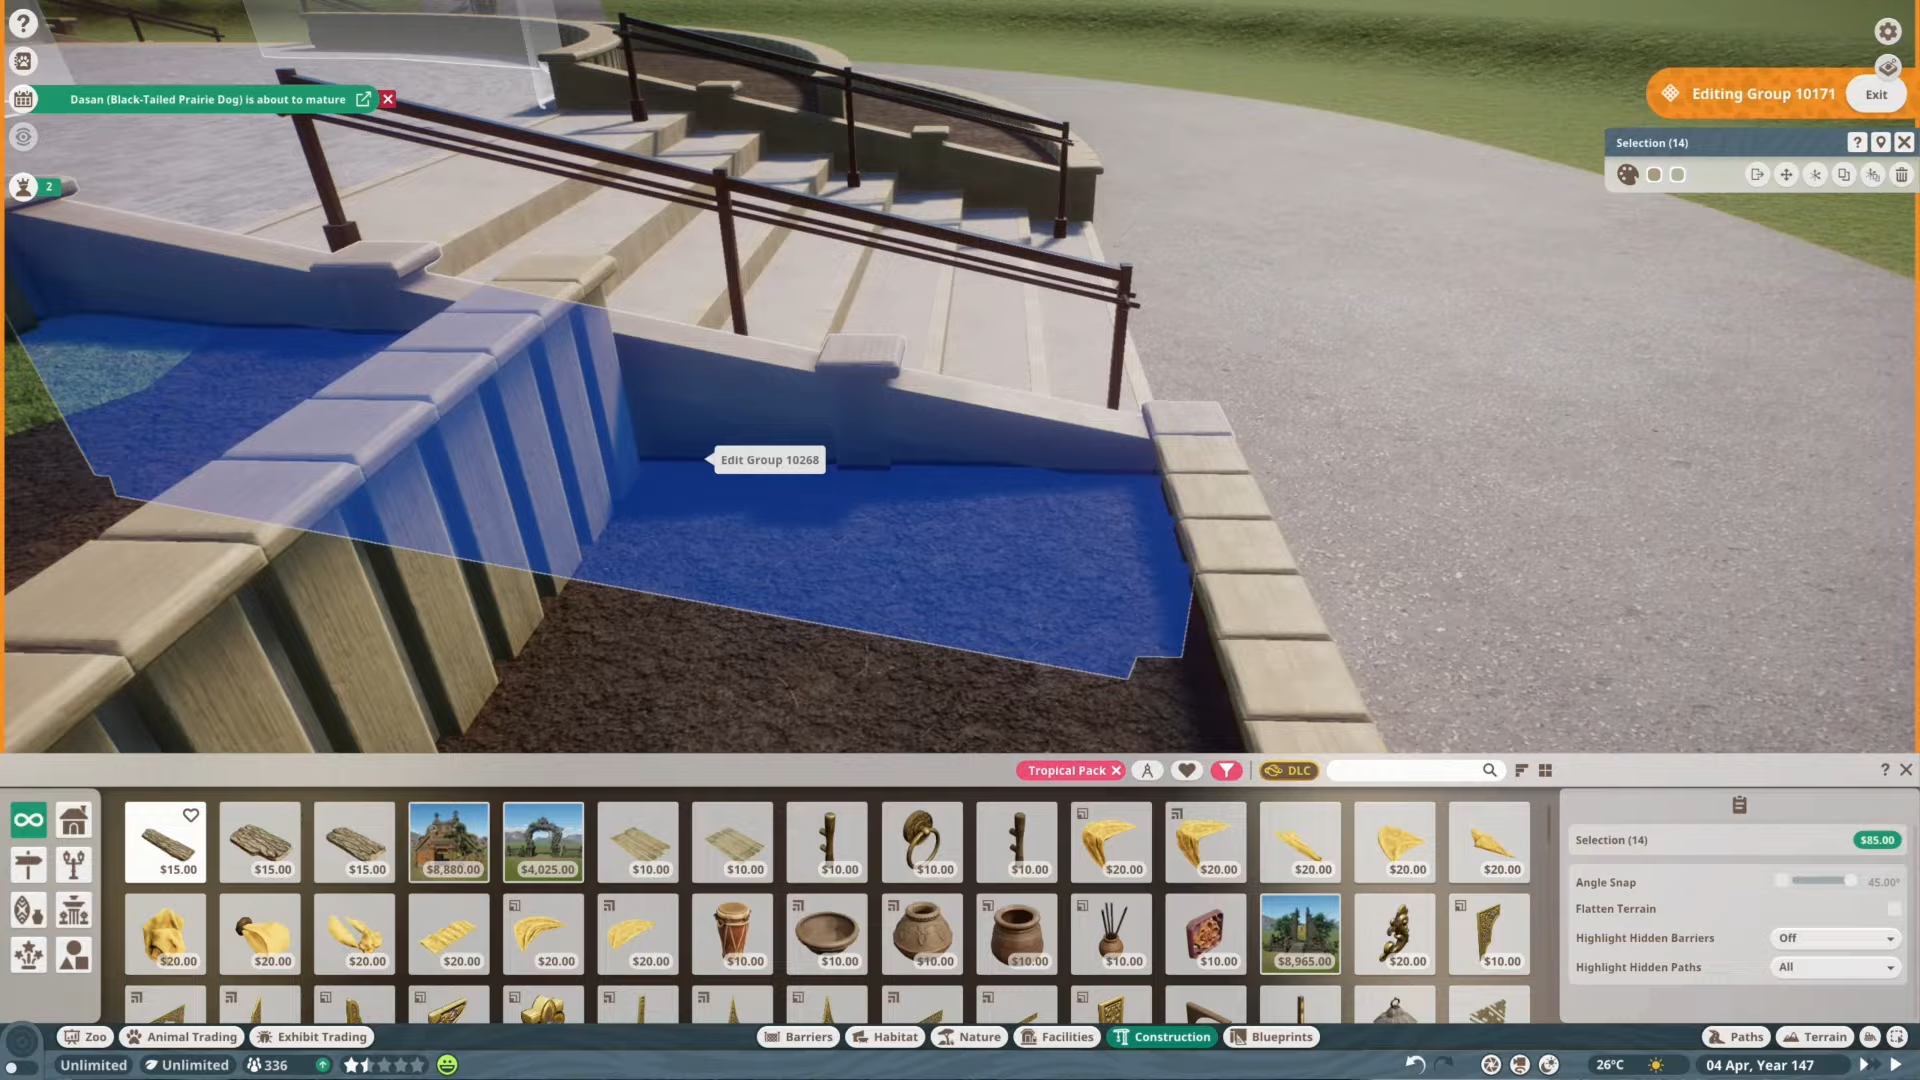 ?
Dasan (Black-Tailed Prairie Dog) is about to mature
2
Editing Group 10171
Exit
Selection (14)
?
Edit Group 10268
Tropical Pack
DLC
?
$15.00
$15.00
$15.00
$8,880.00
$4,025.00
$10.00
$10.00
$10.00
$10.00
$10.00
$20.00
$20.00
$20.00
$20.00
$20.00
$20.00
$20.00
$20.00
$20.00
$20.00
$20.00
$10.00
$10.00
$10.00
$10.00
$10.00
$10.00
$8,965.00
$20.00
$10.00
Selection (14)
$85.00
Angle Snap
45.00°
Flatten Terrain
Highlight Hidden Barriers
Off
Highlight Hidden Paths
All
Zoo
Animal Trading
Exhibit Trading
Barriers
Habitat
Nature
Facilities
Construction
Blueprints
Paths
Terrain
Unlimited
Unlimited
336
26°C
04 Apr, Year 147